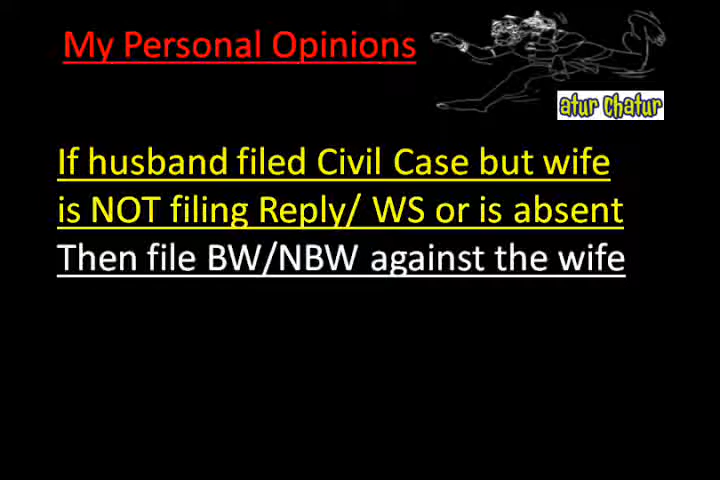 My Personal Opinions
atur Chatur
If husband filed Civil Case but wife
is NOT filing Reply/ WS or is absent
Then file BW/NBW against the wife